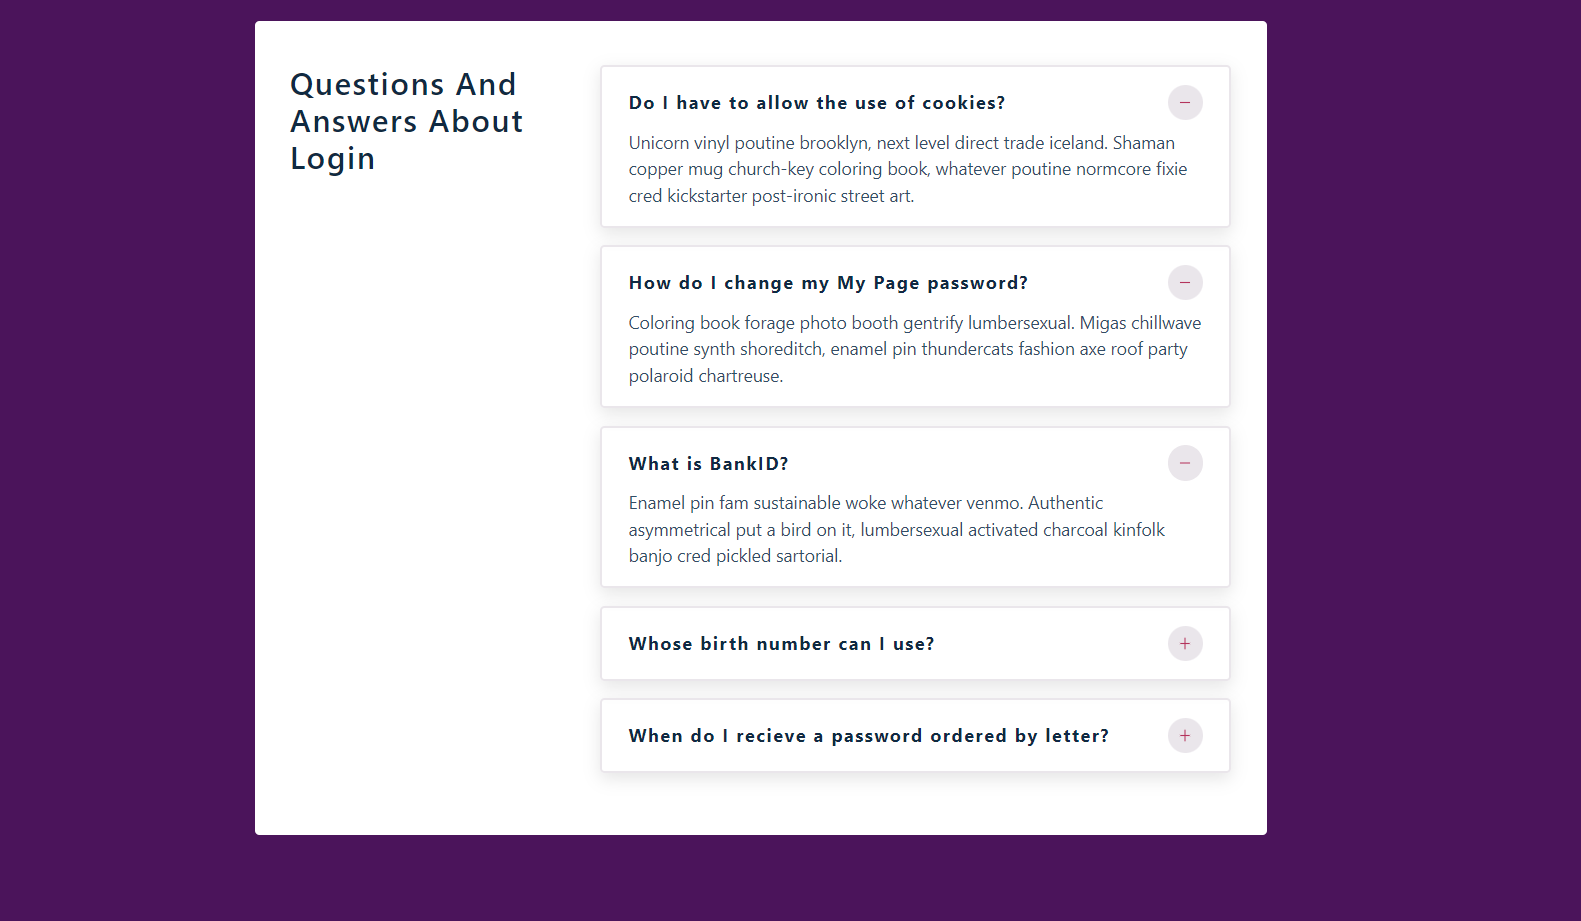 Questions And
Answers About
Login
Do I have to allow the use of cookies?
Unicorn vinyl poutine brooklyn, next level direct trade iceland. Shaman
copper mug church-key coloring book, whatever poutine normcore fixie
cred kickstarter post-ironic street art.
How do I change my My Page password?
Coloring book forage photo booth gentrify lumbersexual. Migas chillwave
poutine synth shoreditch, enamel pin thundercats fashion axe roof party
polaroid chartreuse.
What is BankID?
Enamel pin fam sustainable woke whatever venmo. Authentic
asymmetrical put a bird on it, lumbersexual activated charcoal kinfolk
banjo cred pickled sartorial.
Whose birth number can I use?
When do I recieve a password ordered by letter?